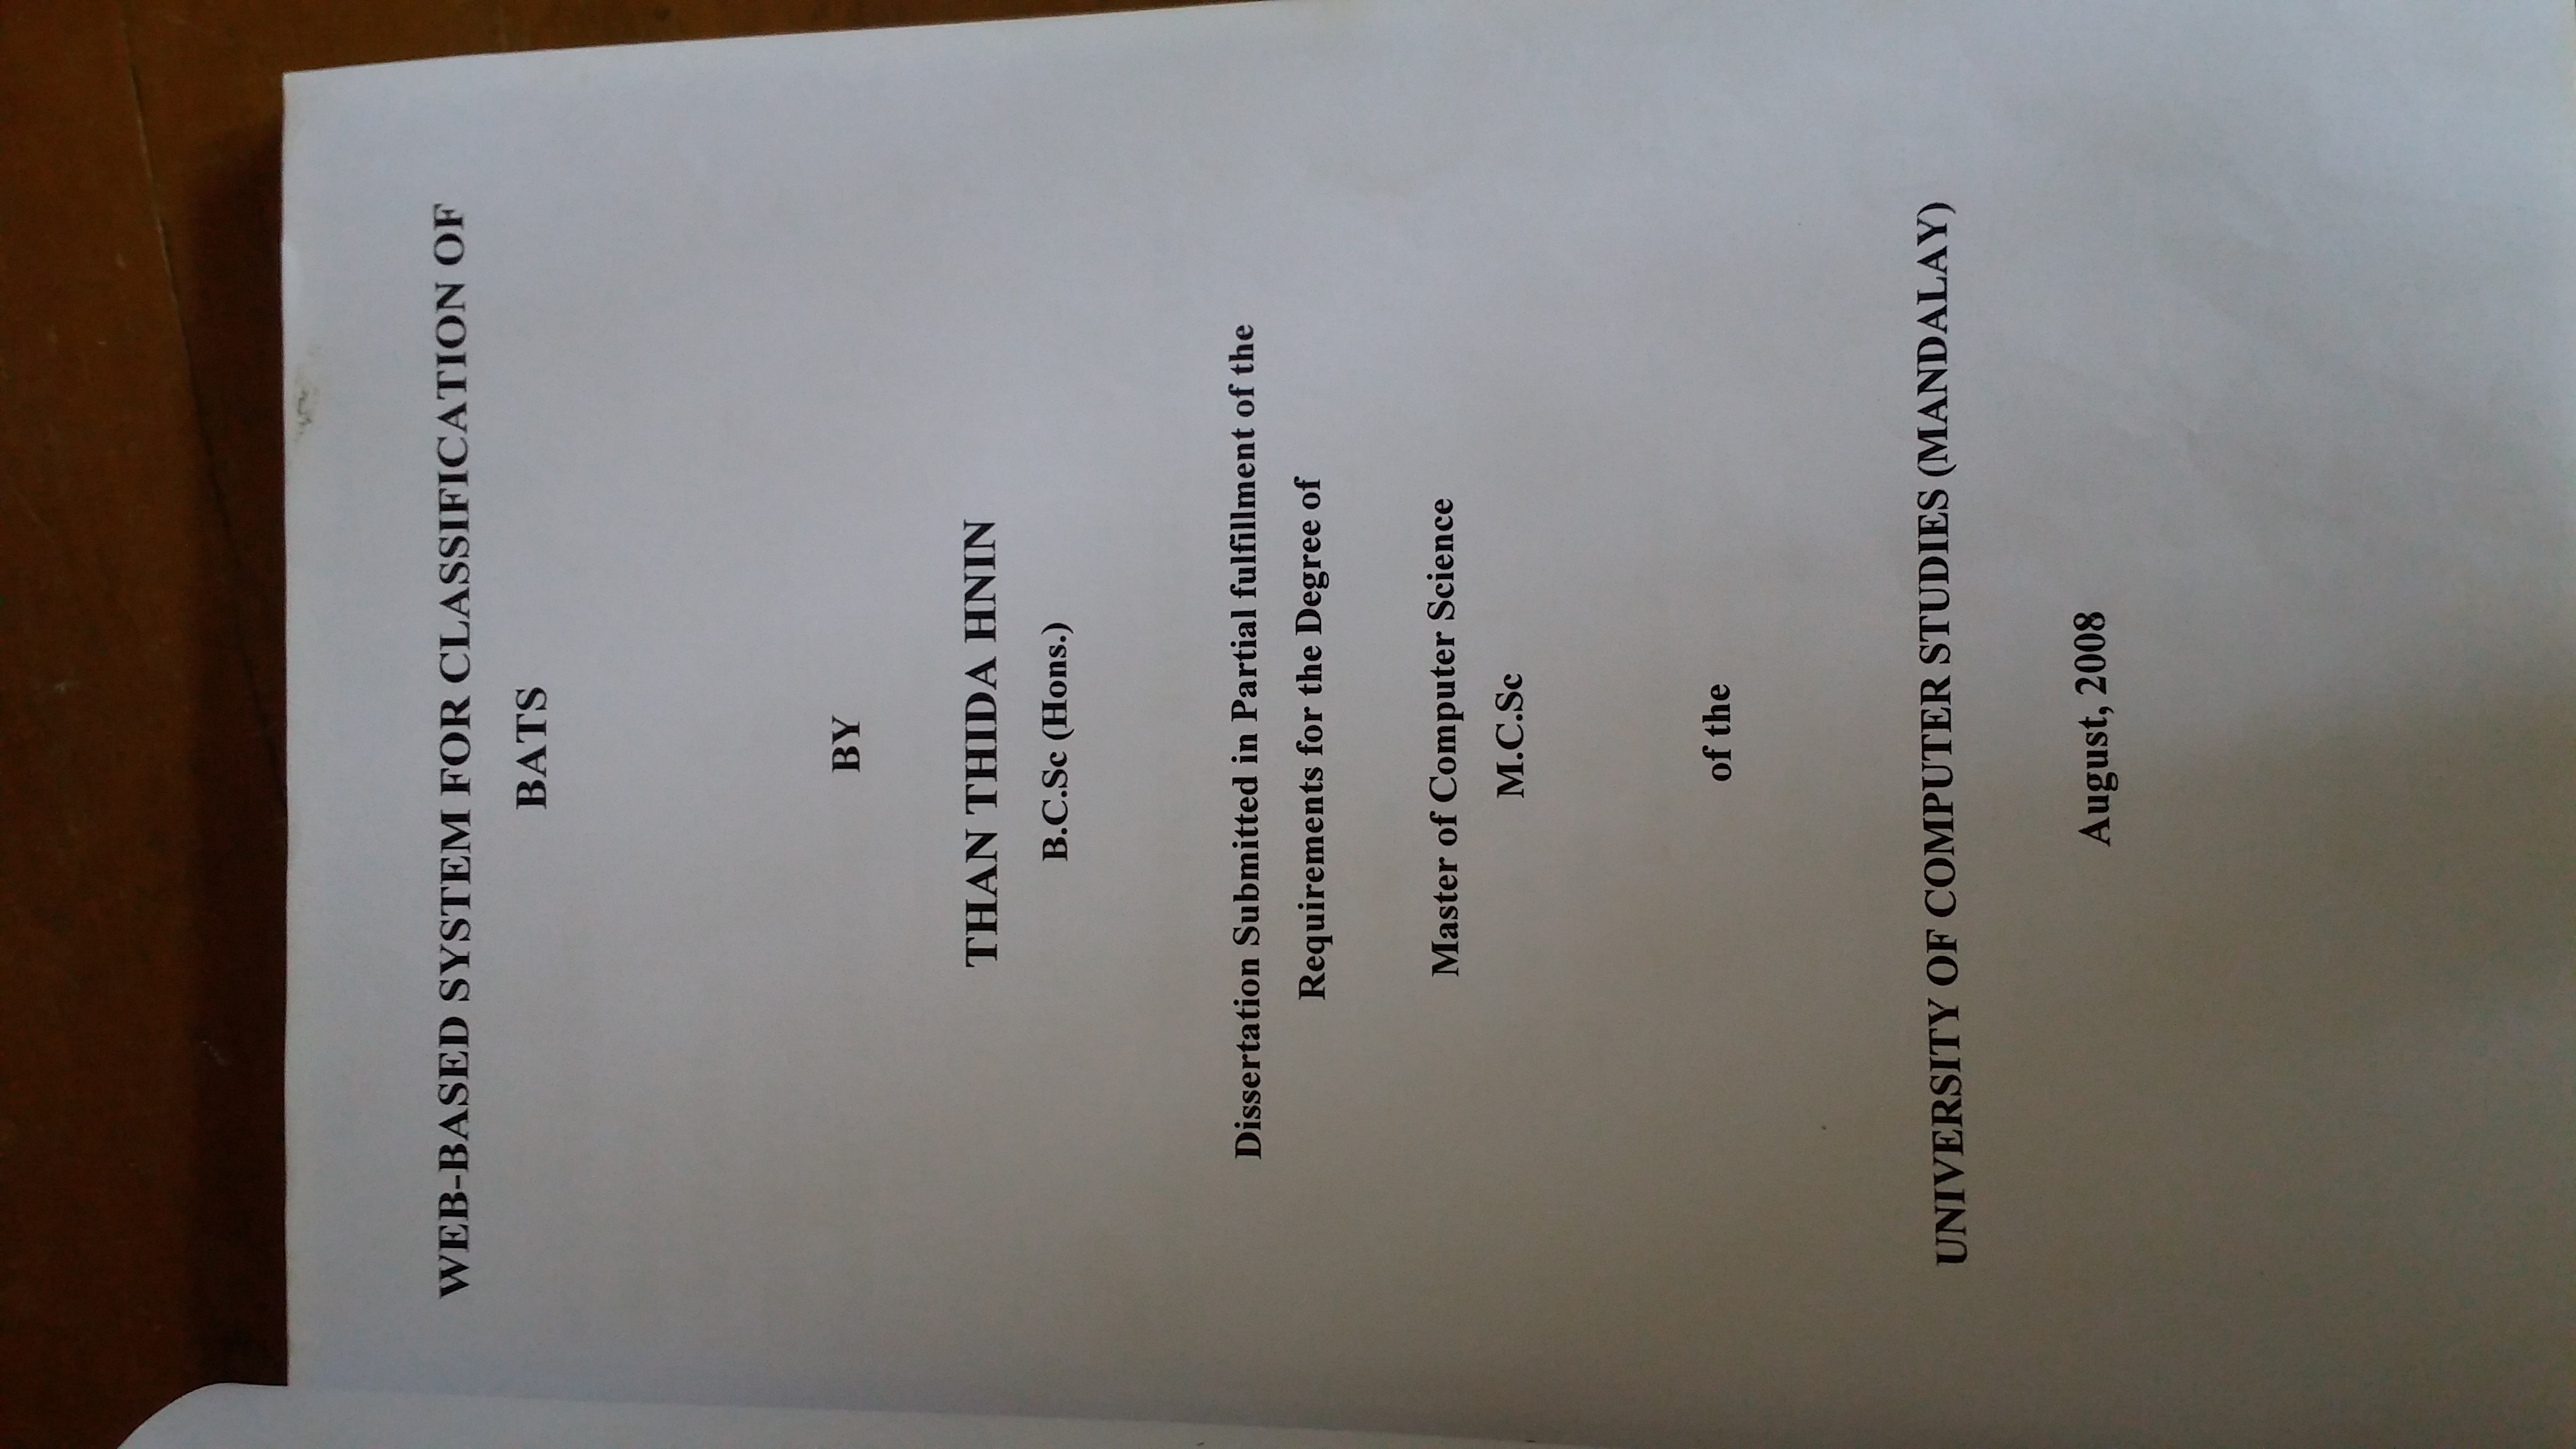 WEB-BASED SYSTEM FOR CLASSIFICATION OF
BATS
BY
THAN THIDA HNIN
B.C.Sc (Hons.)
Dissertation Submitted in Partial fulfillment of the
Requirements for the Degree of
Master of Computer Science
M.C.Sc
of the
UNIVERSITY OF COMPUTER STUDIES (MANDALAY)
August, 2008